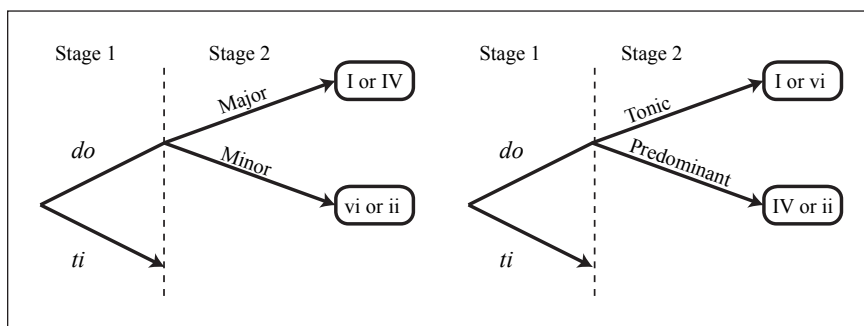 Stage 1
Stage 2
Major
I or IV
do
Minor
vi or ii
ti
Stage 1
Stage 2
Tonic
I or vi
do
Predominant
IV or ii
ti